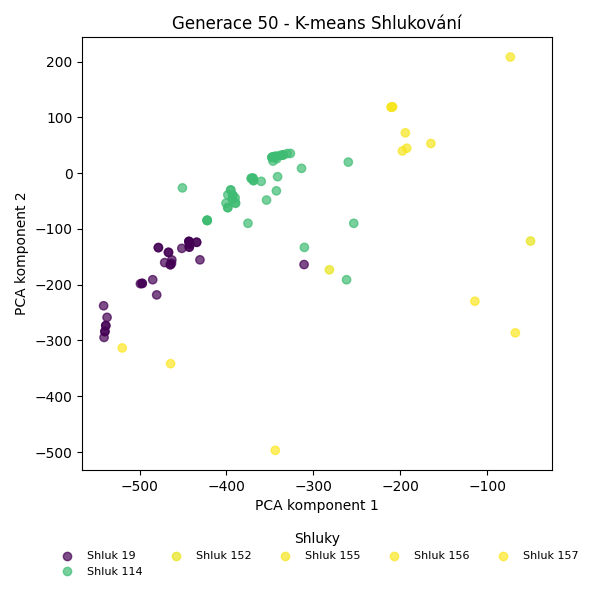 Generace 50 - K-means Shlukování
PCA komponent 2
200
100
0
−100
−200
−300
−400
−500
−500 −400 −300 −200 −100
PCA komponent 1
Shluky
Shluk 19 Shluk 152 Shluk 155 Shluk 156 Shluk 157
Shluk 114